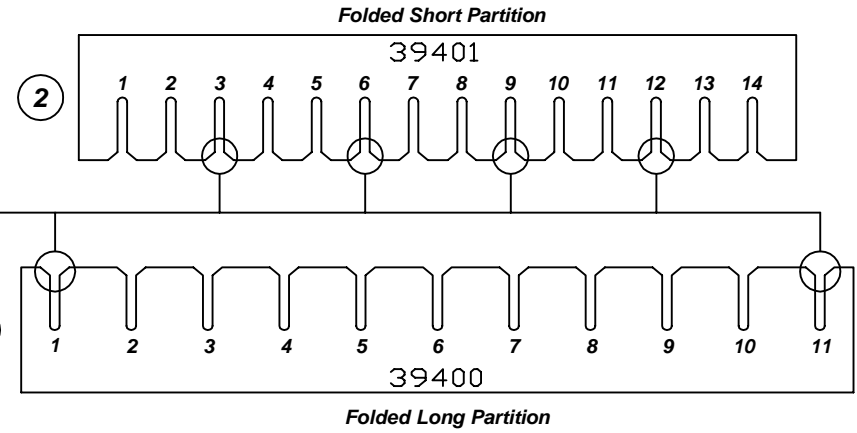 Folded Short Partition
39401
2
1 2 3 4 5 6 7 8 9 10 11 12 13 14
1 2 3 4 5 6 7 8 9 10 11
39400
Folded Long Partition